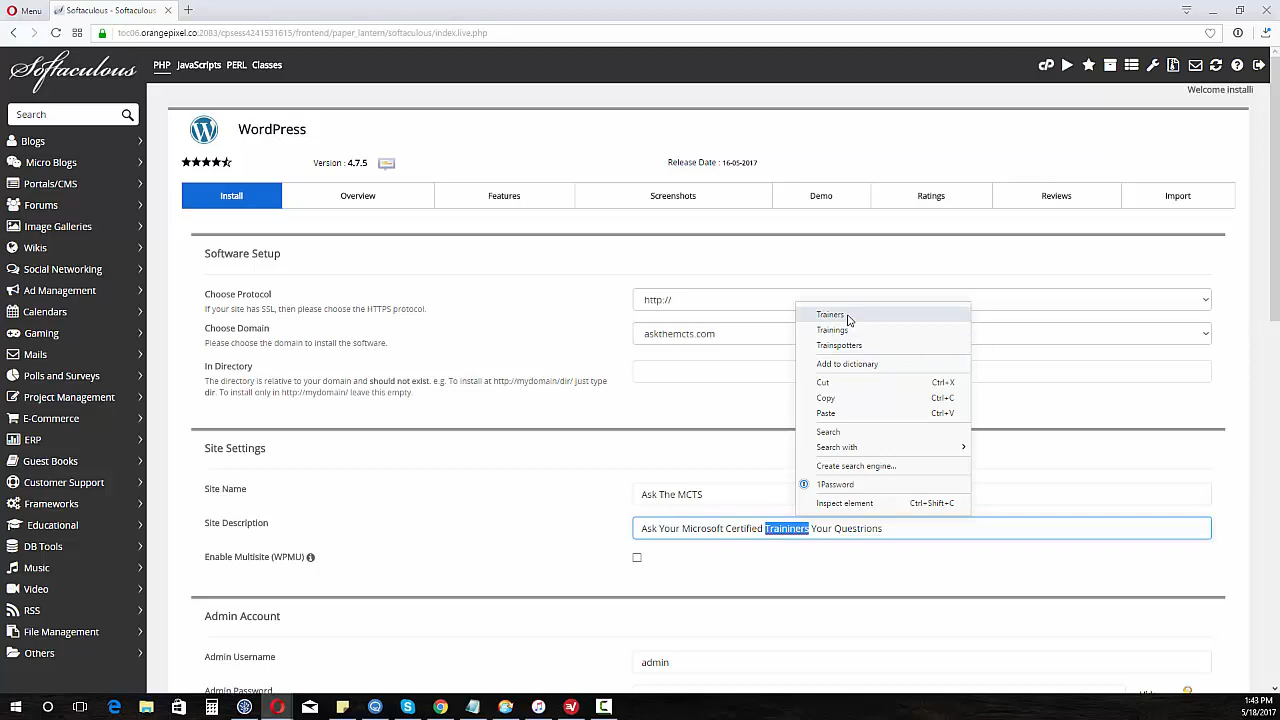 Menu
Softaculous - Softaculous
toc06.orangepixel.co:2083/cpsess4241531615/frontend/paper_lantern/softaculous/index.live.php
Softaculous
PHP JavaScripts PERL Classes
Welcome installi
Search
Blogs
Micro Blogs
Portals/CMS
Forums
Image Galleries
Wikis
Social Networking
Ad Management
Calendars
Gaming
Mails
Polls and Surveys
Project Management
E-Commerce
ERP
Guest Books
Customer Support
Frameworks
Educational
DB Tools
Music
Video
RSS
File Management
Others
WordPress
Version : 4.7.5
Release Date : 16-05-2017
Install Overview Features Screenshots Demo Ratings Reviews Import
Software Setup
Choose Protocol
If your site has SSL, then please choose the HTTPS protocol.
http://
Choose Domain
Please choose the domain to install the software.
askthemcts.com
In Directory
The directory is relative to your domain and should not exist. e.g. To install at http://mydomain/dir/ just type
dir. To install only in http://mydomain/ leave this empty.
Site Settings
Site Name
Ask The MCTS
Site Description
Ask Your Microsoft Certified Traininers Your Questrions
Enable Multisite (WPMU)
Admin Account
Admin Username
admin
Admin Password
Trainers
Trainings
Trainspotters
Add to dictionary
Cut Ctrl+X
Copy Ctrl+C
Paste Ctrl+V
Search
Search with
Create search engine...
1Password
Inspect element Ctrl+Shift+C
1:43 PM
5/18/2017